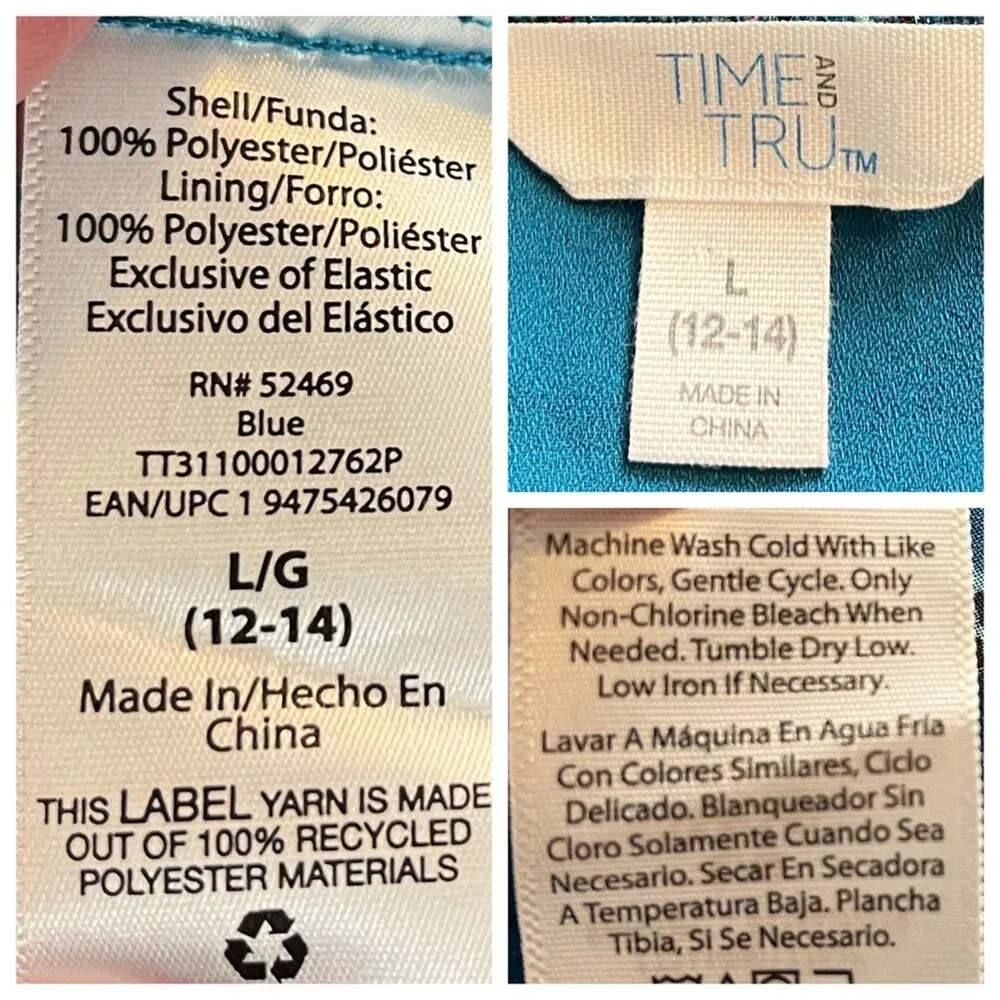 Shell/Funda:
100% Polyester/Poliéster
Lining/Forro:
100% Polyester/Poliéster
Exclusive of Elastic
Exclusivo del Elástico
RN# 52469
Blue
TT31100012762P
EAN/UPC 1 9475426079
L/G
(12-14)
Made In/Hecho En
China
THIS LABEL YARN IS MADE
OUT OF 100% RECYCLED
POLYESTER MATERIALS
TIME AND
TRU™
L
(12-14)
MADE IN
CHINA
Machine Wash Cold With Like
Colors, Gentle Cycle. Only
Non-Chlorine Bleach When
Needed. Tumble Dry Low.
Low Iron If Necessary.
Lavar A Máquina En Agua Fría
Con Colores Similares, Ciclo
Delicado. Blanqueador Sin
Cloro Solamente Cuando Sea
Necesario. Secar En Secadora
A Temperatura Baja. Plancha
Tibia, Si Se Necesario.